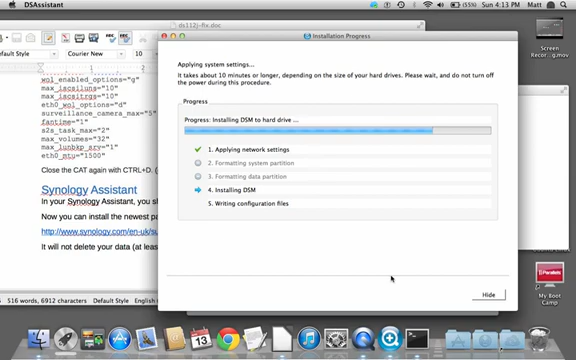 DSAssistant
Sun 4:13 PM Matt
ds112j-fix.doc
Installation Progress
Default Style
Courier New
10
wol_enabled_options="g"
max_iscsiluns="10"
max_iscsitrgs="10"
eth0_wol_options="d"
surveillance_camera_max="5"
fantime="1"
s2s_task_max="2"
max_volumes="32"
max_lunbkp_srv="1"
eth0_mtu="1500"
Close the CAT again with CTRL+D. (
Synology Assistant
In your Synology Assistant, you s
Now you can install the newest pa
http://www.synology.com/en-uk/su
It will not delete your data (at leas
516 words, 6912 characters Default Style English
Applying system settings...
It takes about 10 minutes or longer, depending on the size of your hard drives. Please wait, and do not turn off
the power during this procedure.
Progress
Progress: Installing DSM to hard drive ...
1. Applying network settings
2. Formatting system partition
3. Formatting data partition
4. Installing DSM
5. Writing configuration files
Hide
Screen
Recor...g.mov
Parallels
My Boot
Camp
13